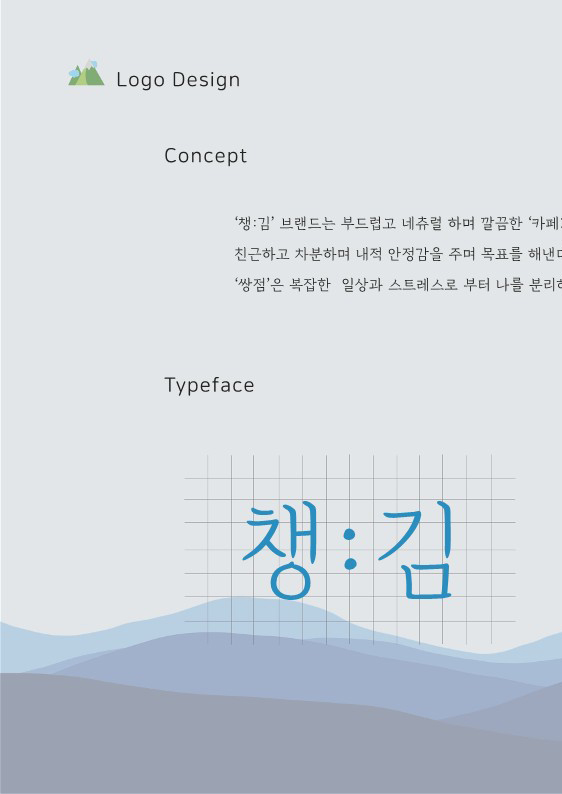 Logo Design
Concept
‘챙:김’ 브랜드는 부드럽고 네츄럴 하며 깔끔한 ‘카페
친근하고 차분하며 내적 안정감을 주며 목표를 해낸
‘쌍점’은 복잡한 일상과 스트레스로 부터 나를 분리
Typeface
챙:김